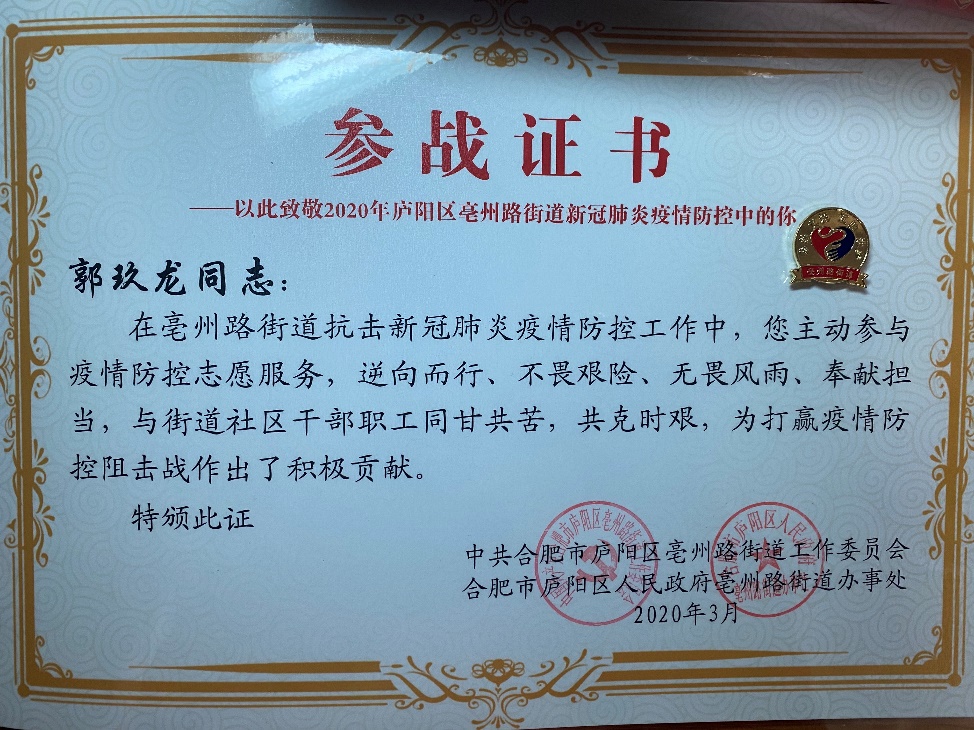 参战证书
——以此致敬2020年庐阳区亳州路街道新冠肺炎疫情防控中的你
郭玖龙同志：
在亳州路街道抗击新冠肺炎疫情防控工作中，您主动参与
疫情防控志愿服务，逆向而行、不畏艰险、无畏风雨、奉献担
当，与街道社区干部职工同甘共苦，共克时艰，为打赢疫情防
控阻击战作出了积极贡献。
特颁此证
中共合肥市庐阳区亳州路街道工作委员会
合肥市庐阳区人民政府亳州路街道办事处
2020年3月